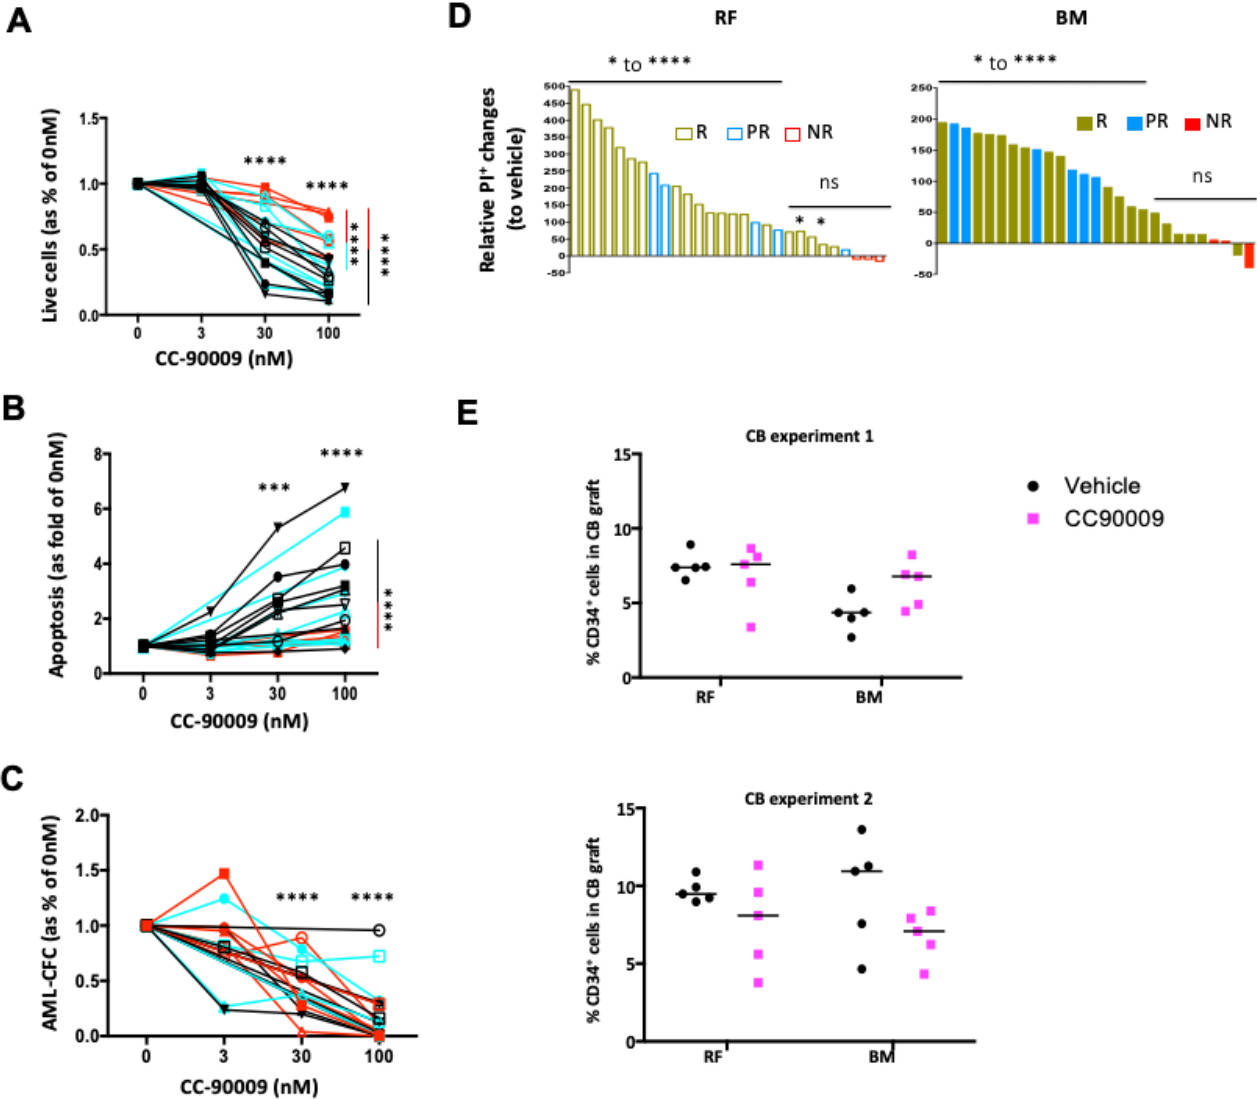 A
Live cells (as % of 0nM)
1.5
1.0
0.5
0.0
****
****
****
****
0 3 30 100
CC-90009 (nM)
B
Apoptosis (as fold of 0nM)
8
6
4
2
0
***
****
****
0 3 30 100
CC-90009 (nM)
C
AML-CFC (as % of 0nM)
2.0
1.5
1.0
0.5
0.0
****
****
0 3 30 100
CC-90009 (nM)
D
RF
Relative PI+ changes
(to vehicle)
* to ****
500
450
400
350
300
250
200
150
100
50
0
-50
R PR NR
ns
* *
BM
* to ****
250
200
150
100
50
0
-50
R PR NR
ns
E
CB experiment 1
% CD34+ cells in CB graft
15
10
5
0
RF BM
Vehicle
CC90009
CB experiment 2
% CD34+ cells in CB graft
15
10
5
0
RF BM